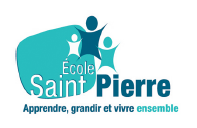 École
Saint Pierre
Apprendre, grandir et vivre ensemble